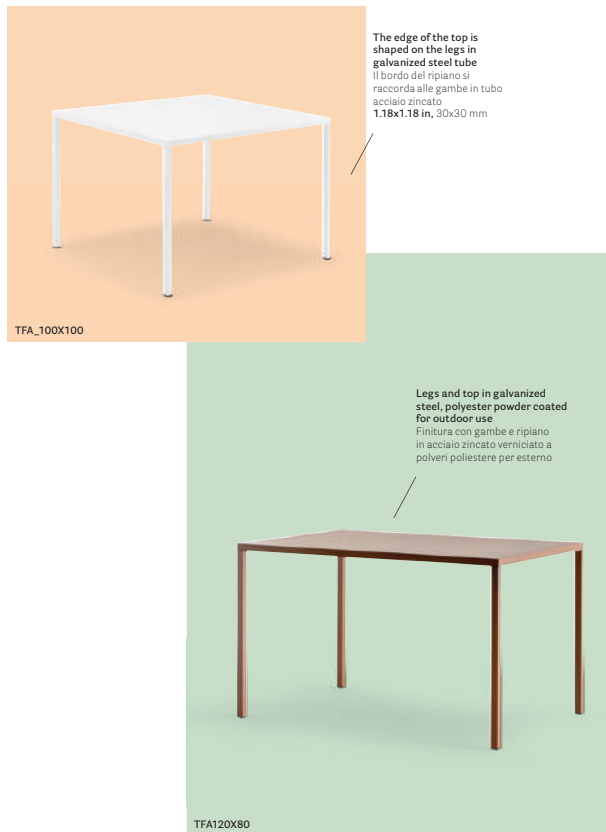 The edge of the top is
shaped on the legs in
galvanized steel tube
Il bordo del ripiano si
raccorda alle gambe in tubo
acciaio zincato
1.18x1.18 in, 30x30 mm
TFA_100X100
Legs and top in galvanized
steel, polyester powder coated
for outdoor use
Finitura con gambe e ripiano
in acciaio zincato verniciato a
polveri poliestere per esterno
TFA120X80